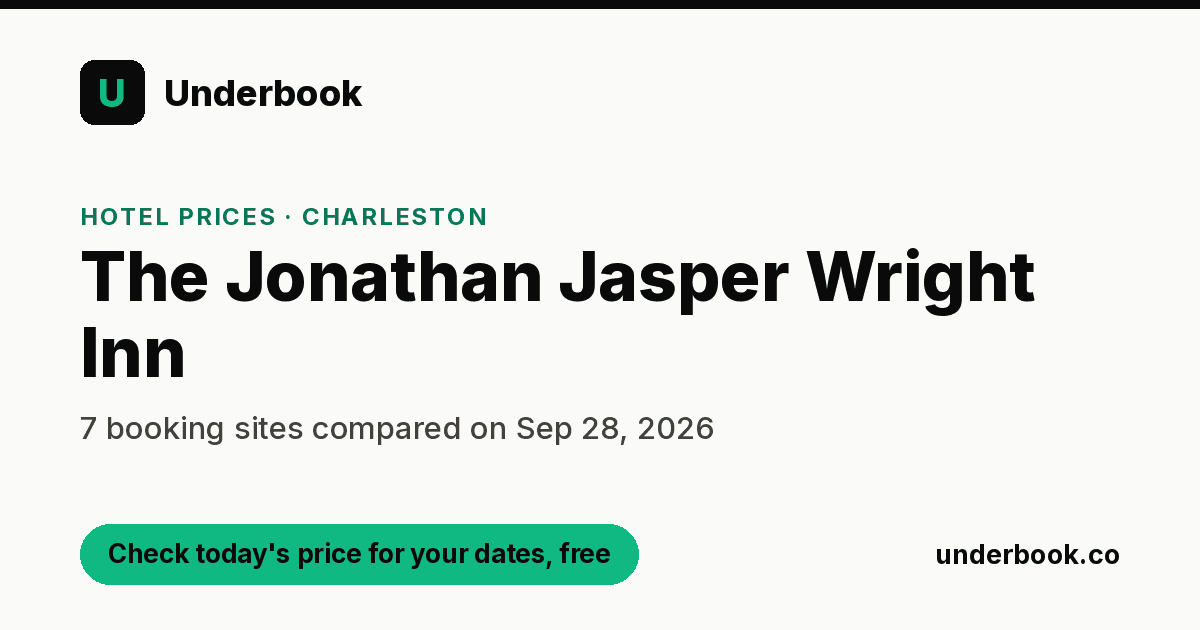 U
Underbook
HOTEL PRICES · CHARLESTON
The Jonathan Jasper Wright
Inn
7 booking sites compared on Sep 28, 2026
Check today's price for your dates, free
underbook.co